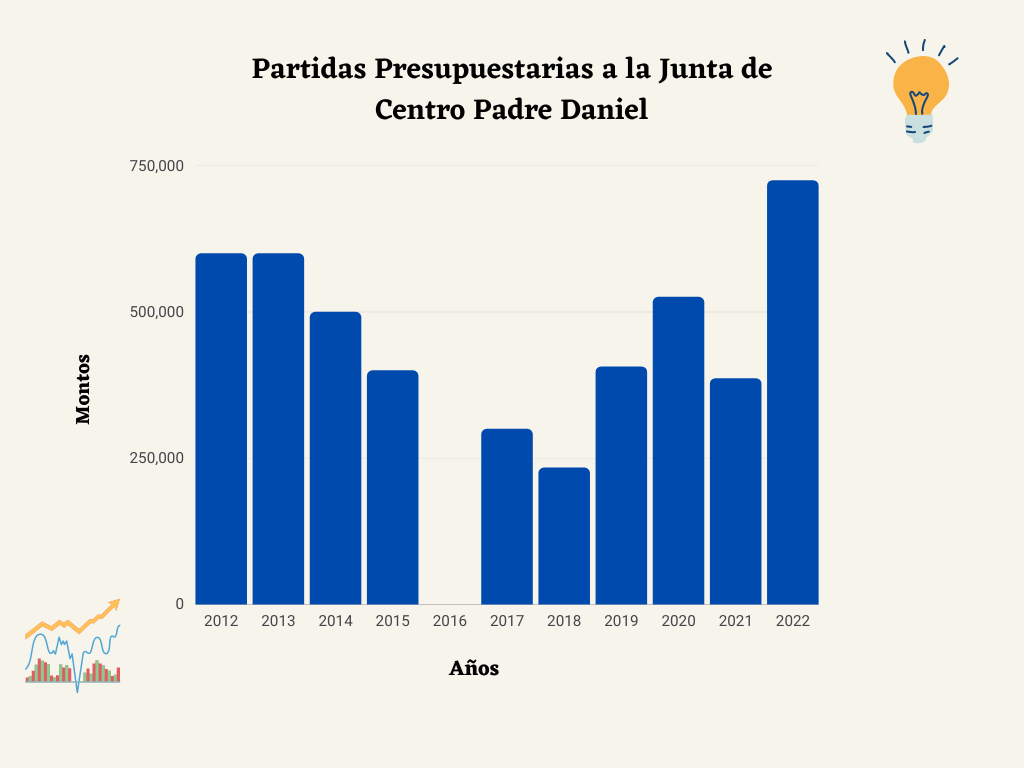 Partidas Presupuestarias a la Junta de
Centro Padre Daniel
750,000
500,000
250,000
0
Montos
2012 2013 2014 2015 2016 2017 2018 2019 2020 2021 2022
Años